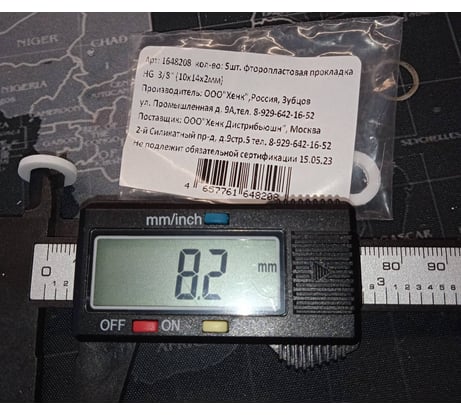 NIGER
CHAD
Арт: 1648208 кол-во: 5шт. фторопластовая прокладка
HG 3/8" (10x14x2мм)
Производитель: ООО"Хенк",Россия, Зубцов
ул. Промышленная д. 9А,тел. 8-929-642-16-52
Поставщик: ООО"Хенк Дистрибьюшн", Москва
2-й Силикатный пр-д, д.9стр.5 тел. 8-929-642-16-52
Не подлежит обязательной сертификации 15.05.23
4 657761 648208
mm/inch
8.2 mm
OFF ON
0
80 90
3